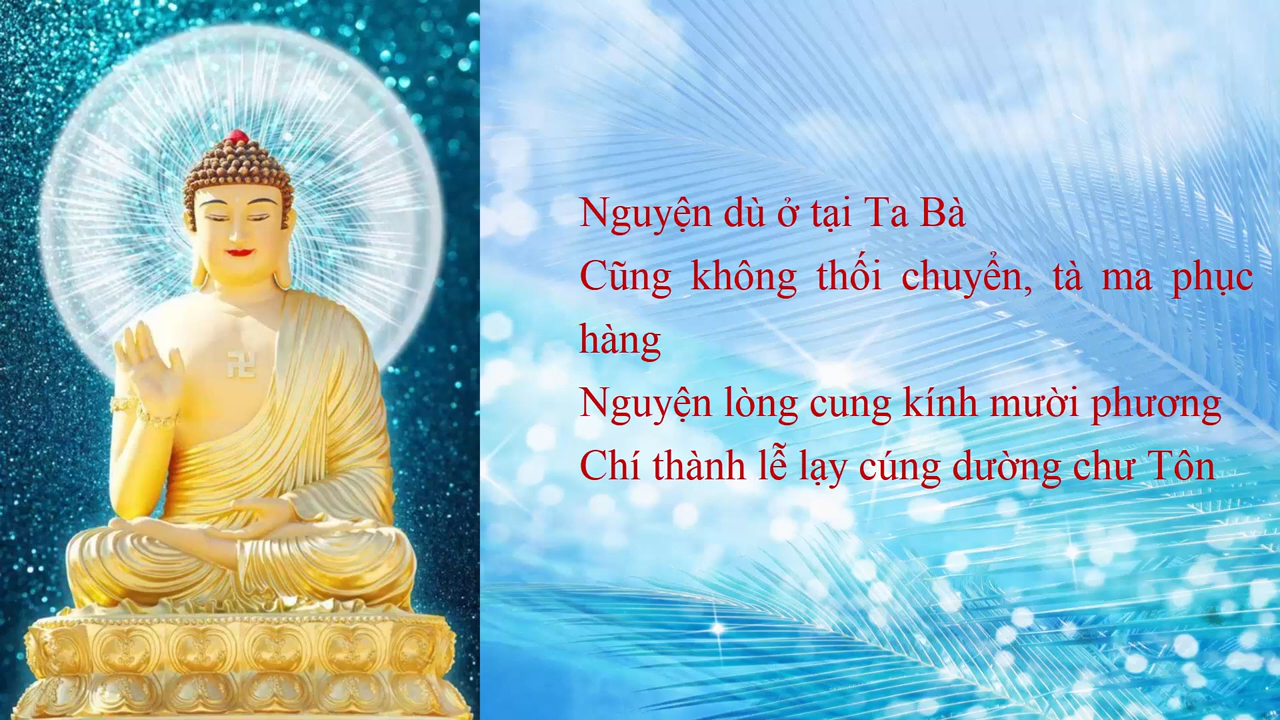 Nguyện dù ở tại Ta Bà
Cũng không thối chuyển, tà ma phục
hàng
Nguyện lòng cung kính mười phương
Chí thành lễ lạy cúng dường chư Tôn